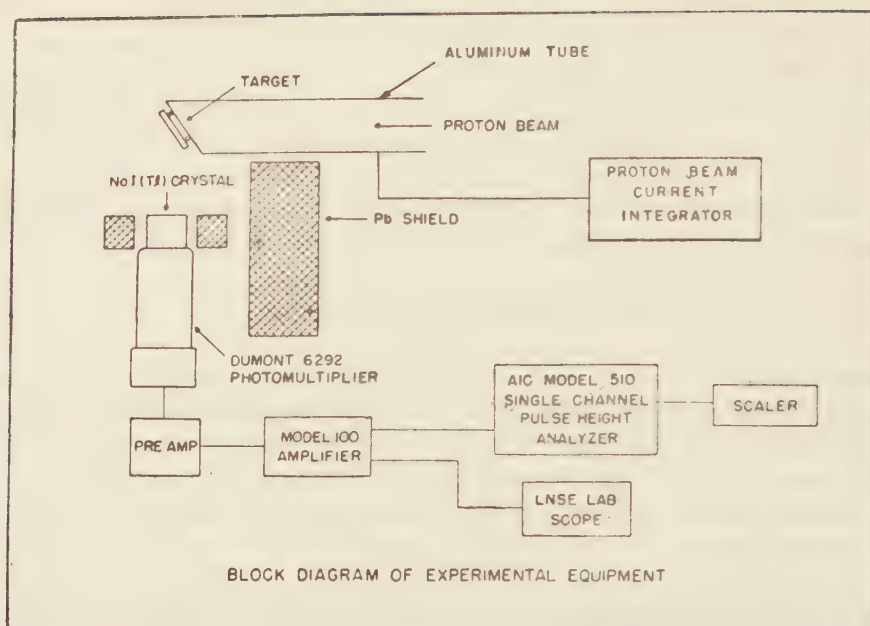 ALUMINUM TUBE
TARGET
PROTON BEAM
NaI(Tl) CRYSTAL
Pb SHIELD
PROTON BEAM
CURRENT
INTEGRATOR
DUMONT 6292
PHOTOMULTIPLIER
AIC MODEL 510
SINGLE CHANNEL
PULSE HEIGHT
ANALYZER
SCALER
PRE AMP
MODEL 100
AMPLIFIER
LNSE LAB
SCOPE
BLOCK DIAGRAM OF EXPERIMENTAL EQUIPMENT